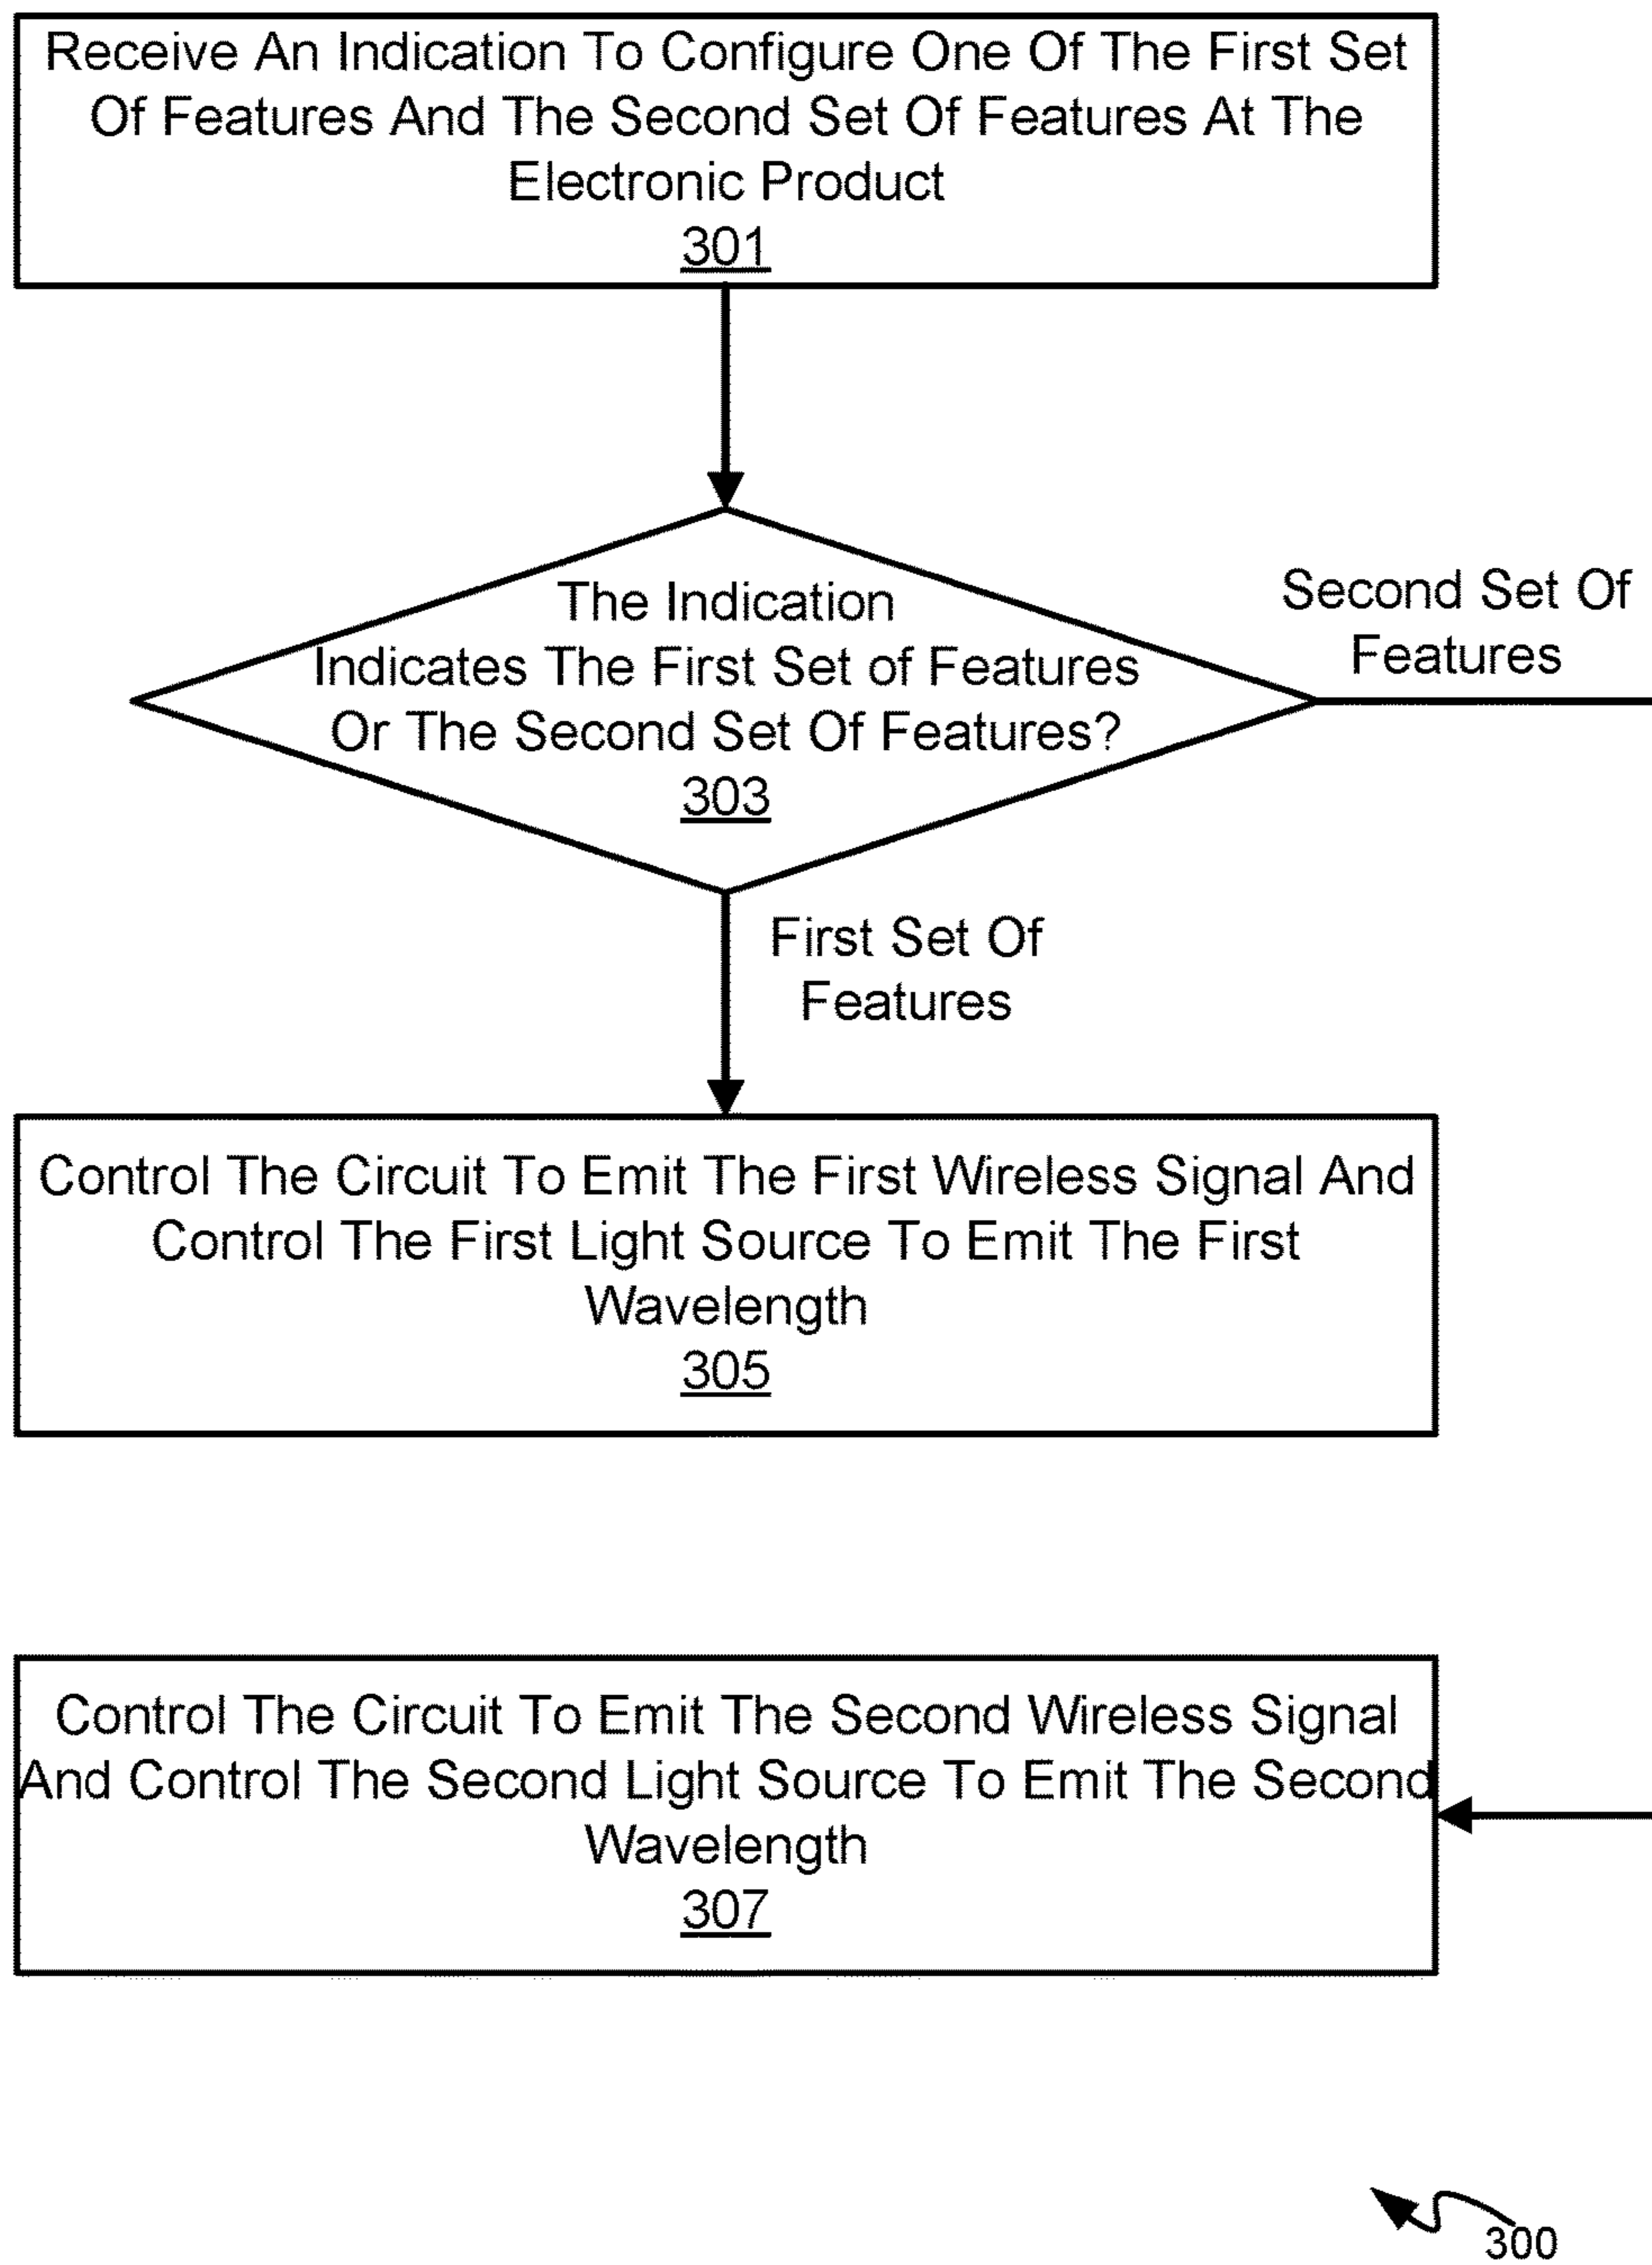 Receive An Indication To Configure One Of The First Set
Of Features And The Second Set Of Features At The
Electronic Product
301
The Indication
Indicates The First Set of Features
Or The Second Set Of Features?
303
Second Set Of
Features
First Set Of
Features
Control The Circuit To Emit The First Wireless Signal And
Control The First Light Source To Emit The First
Wavelength
305
Control The Circuit To Emit The Second Wireless Signal
And Control The Second Light Source To Emit The Second
Wavelength
307
300